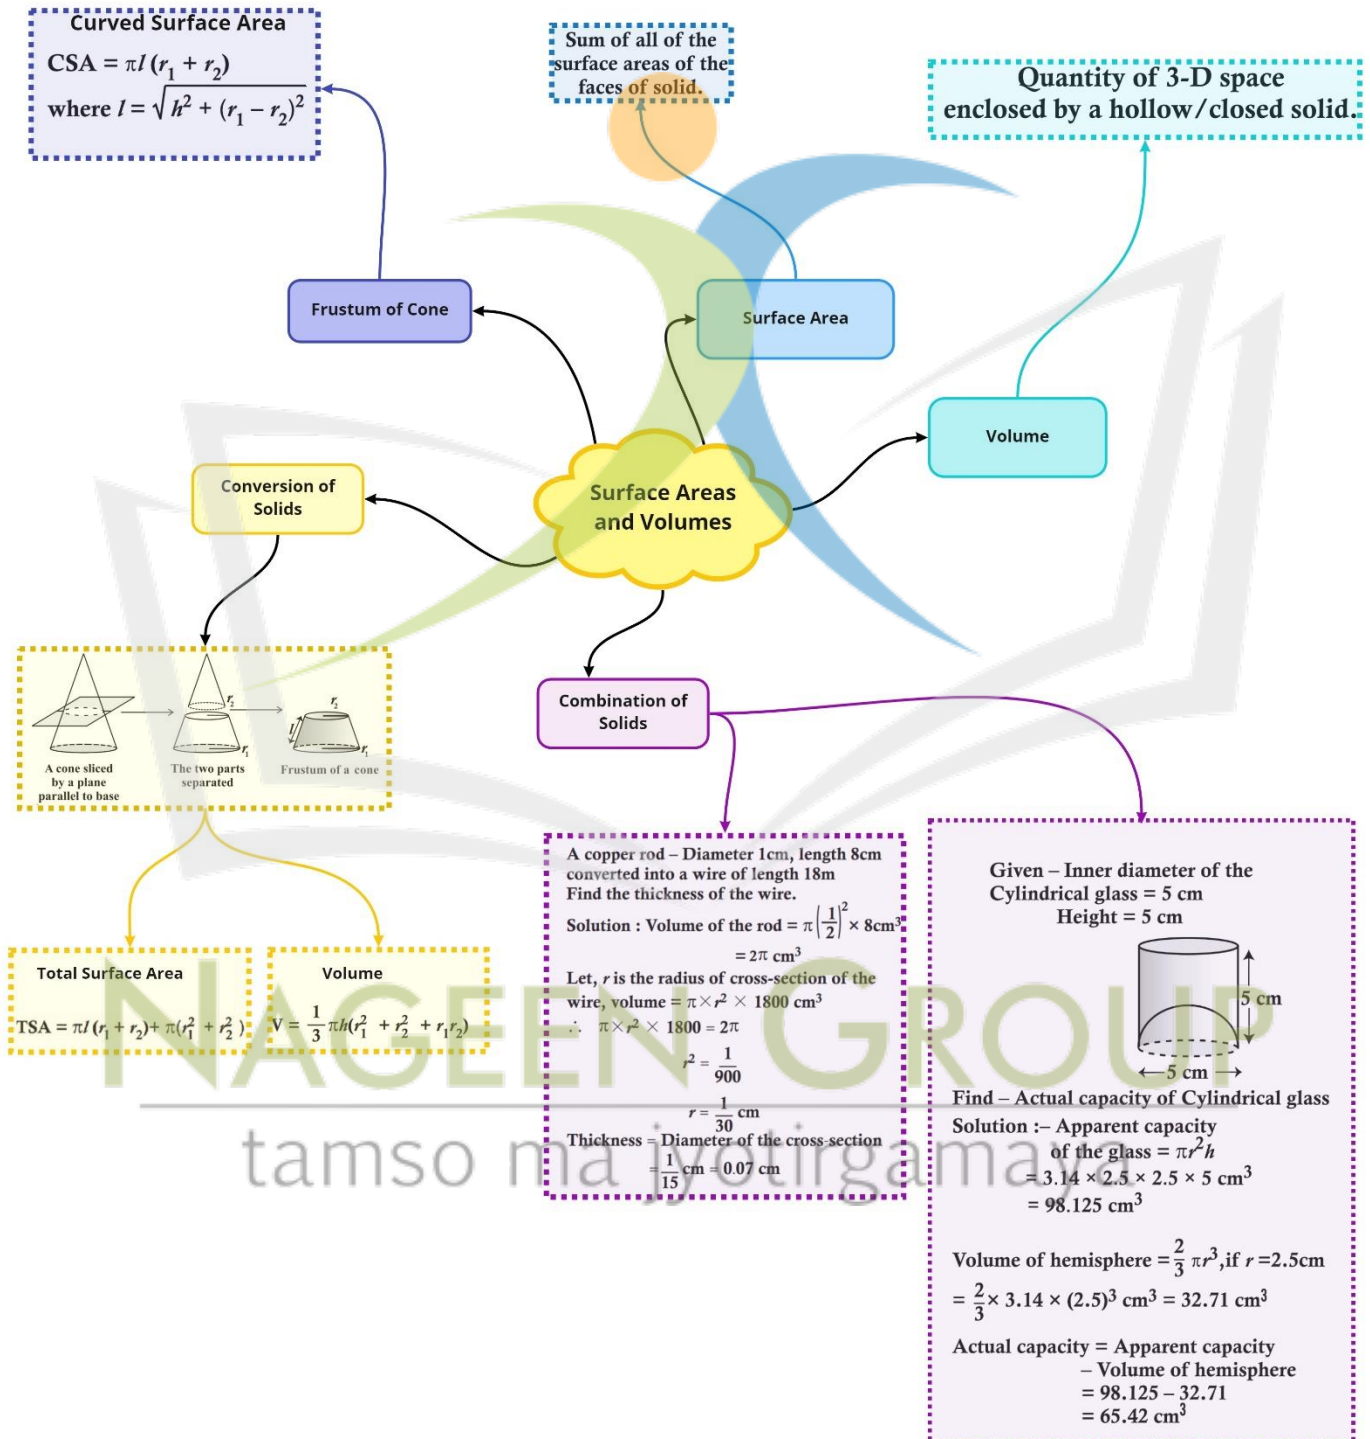 Curved Surface Area
CSA = πl (r₁ + r₂)
where l = √(h² + (r₁ – r₂)²)
Sum of all of the
surface areas of the
faces of solid.
Quantity of 3-D space
enclosed by a hollow/closed solid.
Frustum of Cone
Surface Area
Volume
Conversion of
Solids
Surface Areas
and Volumes
Combination of
Solids
r₂
r₁
r₂
l
r₁
A cone sliced
by a plane
parallel to base
The two parts
separated
Frustum of a cone
Total Surface Area
TSA = πl (r₁ + r₂)+ π(r₁² + r₂² )
Volume
V = 1/3 πh(r₁² + r₂² + r₁r₂)
A copper rod – Diameter 1cm, length 8cm
converted into a wire of length 18m
Find the thickness of the wire.
Solution : Volume of the rod = π(1/2)² × 8cm³
= 2π cm³
Let, r is the radius of cross-section of the
wire, volume = π×r² × 1800 cm³
∴ π×r² × 1800 = 2π
r² = 1/900
r = 1/30 cm
Thickness = Diameter of the cross-section
= 1/15 cm = 0.07 cm
Given – Inner diameter of the
Cylindrical glass = 5 cm
Height = 5 cm
5 cm
5 cm
Find – Actual capacity of Cylindrical glass
Solution :– Apparent capacity
of the glass = πr²h
= 3.14 × 2.5 × 2.5 × 5 cm³
= 98.125 cm³
Volume of hemisphere = 2/3 πr³,if r =2.5cm
= 2/3 × 3.14 × (2.5)³ cm³ = 32.71 cm³
Actual capacity = Apparent capacity
– Volume of hemisphere
= 98.125 – 32.71
= 65.42 cm³
NAGEEN GROUP
tamso ma jyotirgamaya